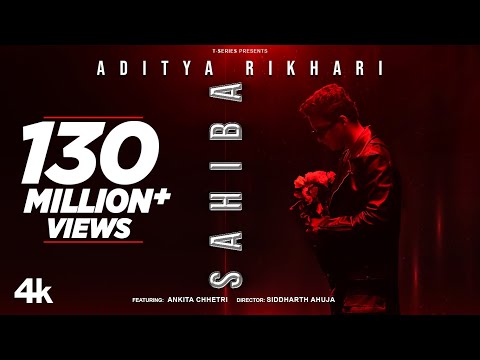 T-SERIES PRESENTS
ADITYA RIKHARI
SAHIBA
130
MILLION+
VIEWS
4k
FEATURING: ANKITA CHHETRI DIRECTOR: SIDDHARTH AHUJA